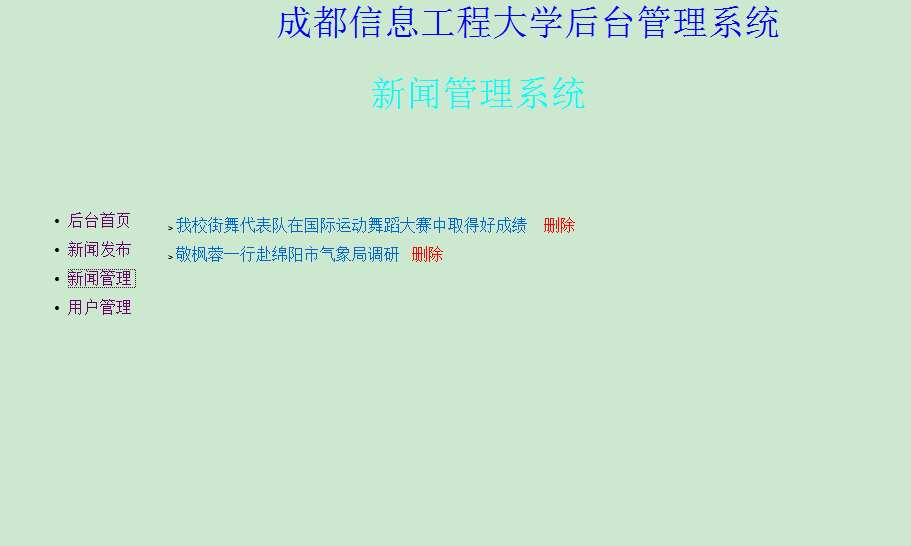 成都信息工程大学后台管理系统
新闻管理系统
• 后台首页
• 新闻发布
• 新闻管理
• 用户管理
>我校街舞代表队在国际运动舞蹈大赛中取得好成绩 删除
>敬枫蓉一行赴绵阳市气象局调研 删除